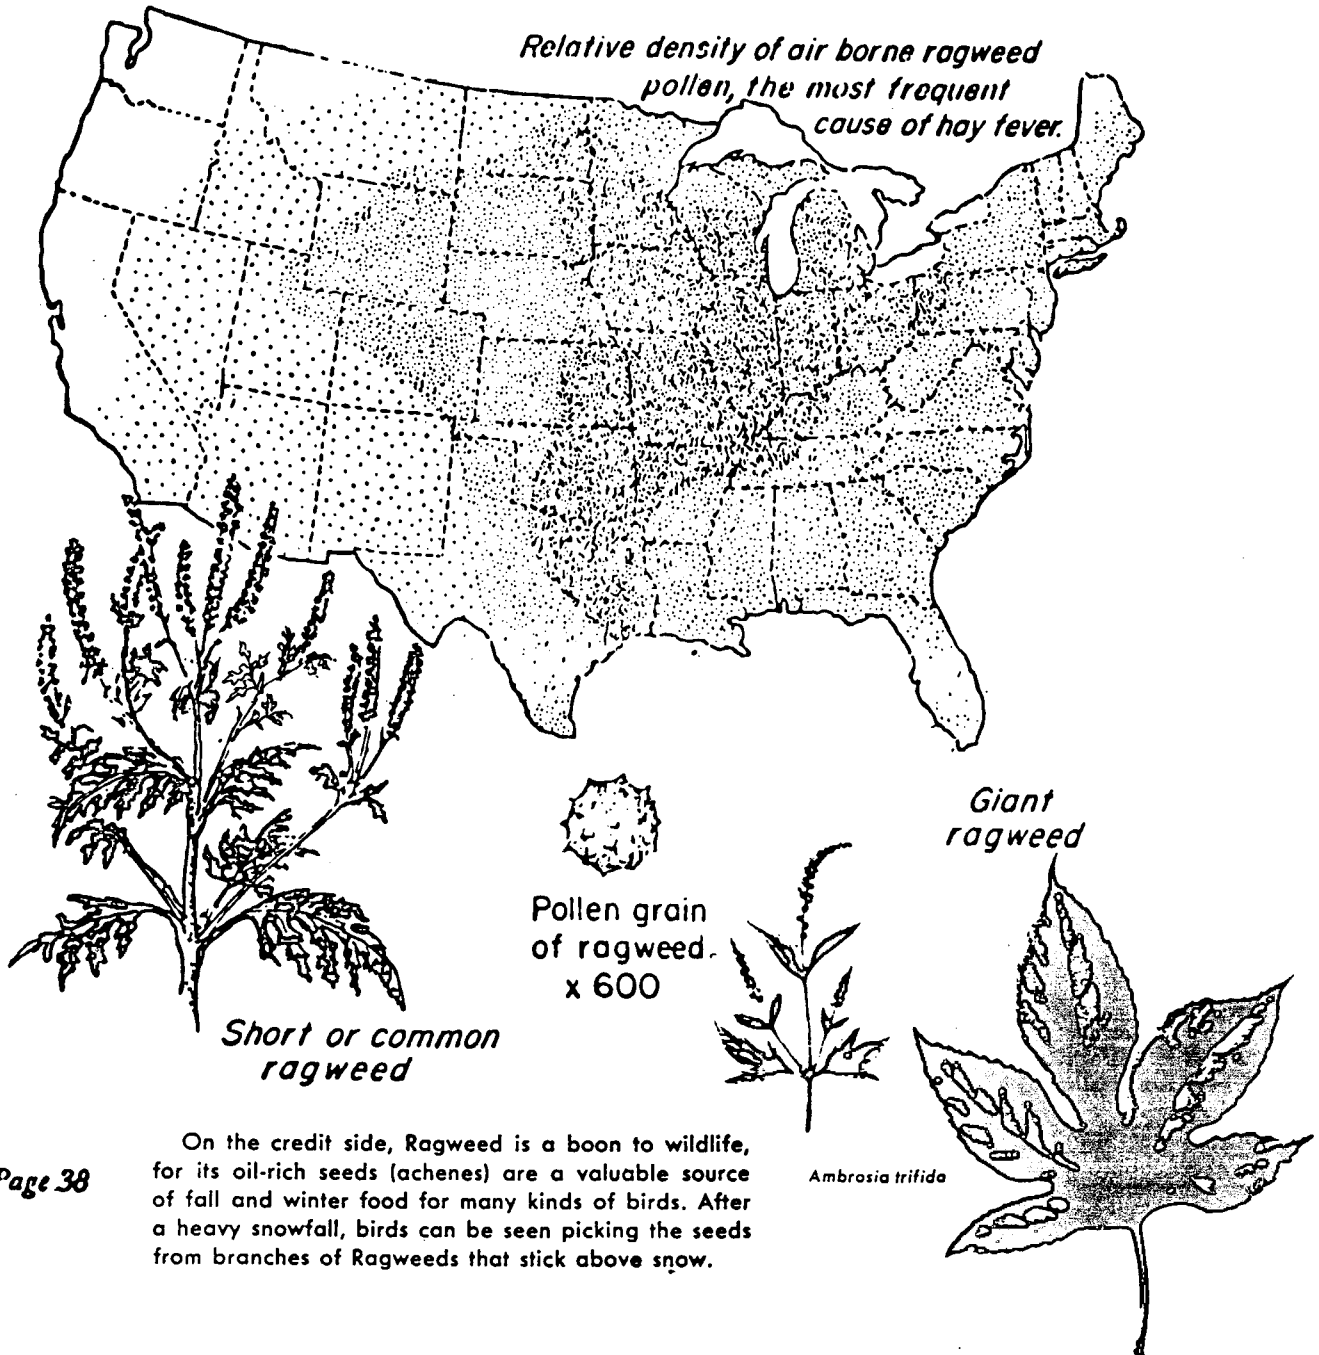 Relative density of air borne ragweed
pollen, the most frequent
cause of hay fever.
Giant
ragweed
Pollen grain
of ragweed.
x 600
Short or common
ragweed
Ambrosia trifida
On the credit side, Ragweed is a boon to wildlife,
for its oil-rich seeds (achenes) are a valuable source
of fall and winter food for many kinds of birds. After
a heavy snowfall, birds can be seen picking the seeds
from branches of Ragweeds that stick above snow.
Page 38